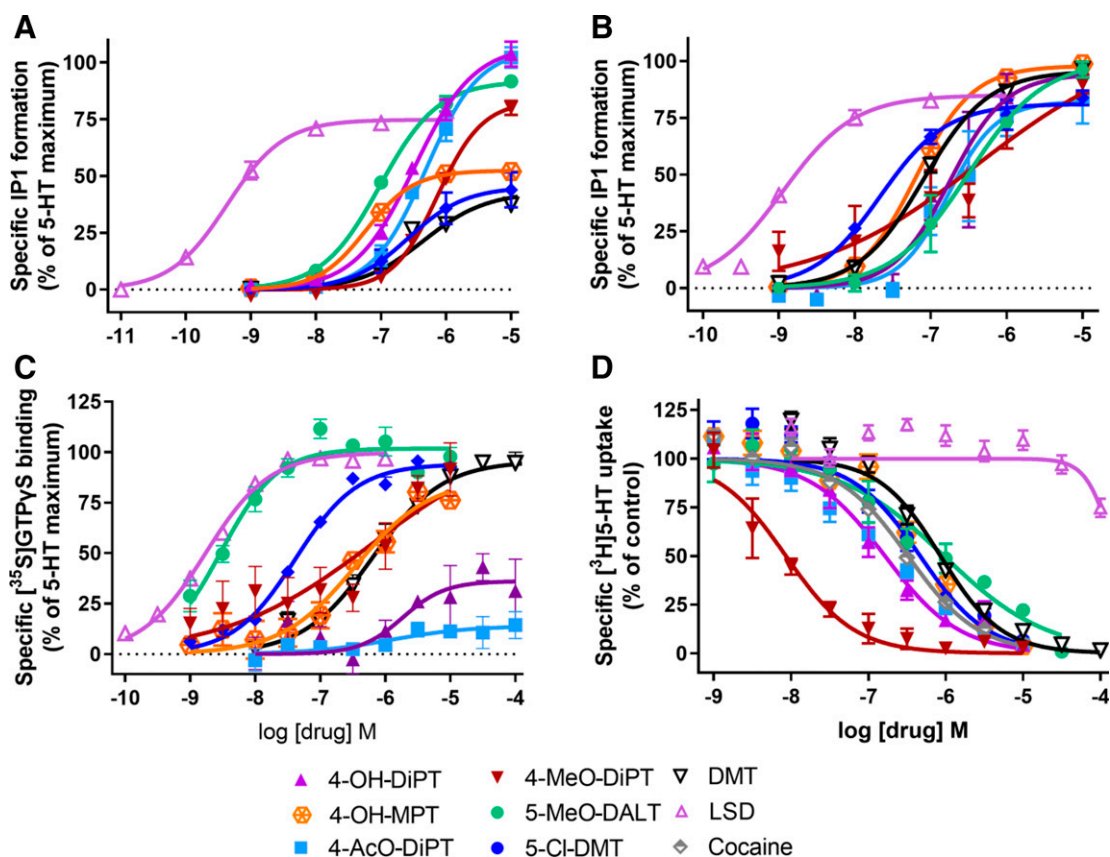 A
Specific IP1 formation
(% of 5-HT maximum)
100
75
50
25
0
-11 -10 -9 -8 -7 -6 -5
B
Specific IP1 formation
(% of 5-HT maximum)
100
75
50
25
0
-10 -9 -8 -7 -6 -5
C
Specific [³⁵S]GTPγS binding
(% of 5-HT maximum)
125
100
75
50
25
0
-10 -9 -8 -7 -6 -5 -4
log [drug] M
D
Specific [³H]5-HT uptake
(% of control)
125
100
75
50
25
0
-9 -8 -7 -6 -5 -4
log [drug] M
4-OH-DiPT 4-MeO-DiPT DMT
4-OH-MPT 5-MeO-DALT LSD
4-AcO-DiPT 5-Cl-DMT Cocaine